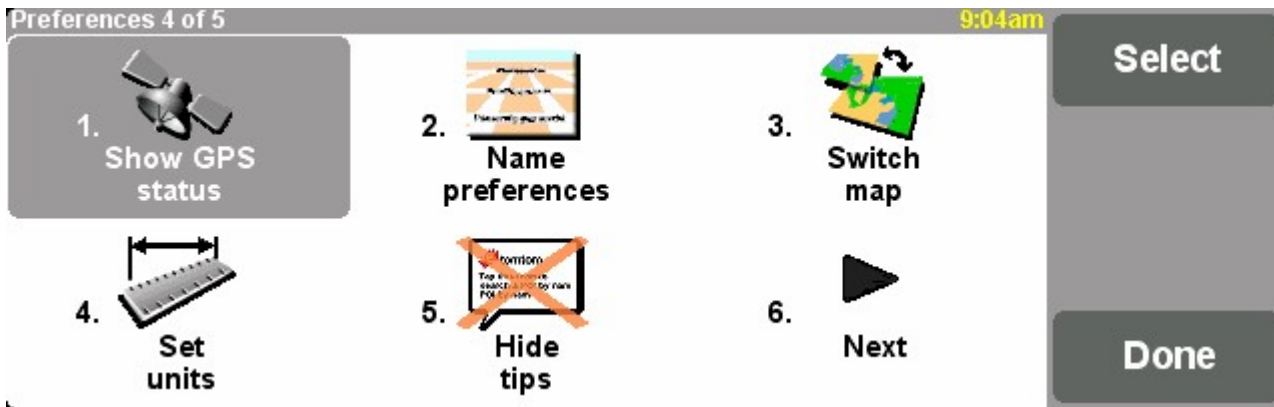 Preferences 4 of 5
9:04am
Select
1.
Show GPS
status
2.
Name
preferences
3.
Switch
map
4.
Set
units
5.
tomtom
Hide
tips
6.
Next
Done